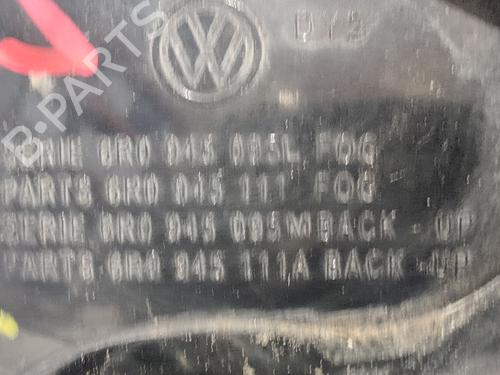 DYS
SERIE 6R0 945 095L FOG
PARTS 6R0 945 111 FOG
SERIE 6R0 945 095M BACK-UP
PARTS 6R0 945 111A BACK-UP
B-PARTS